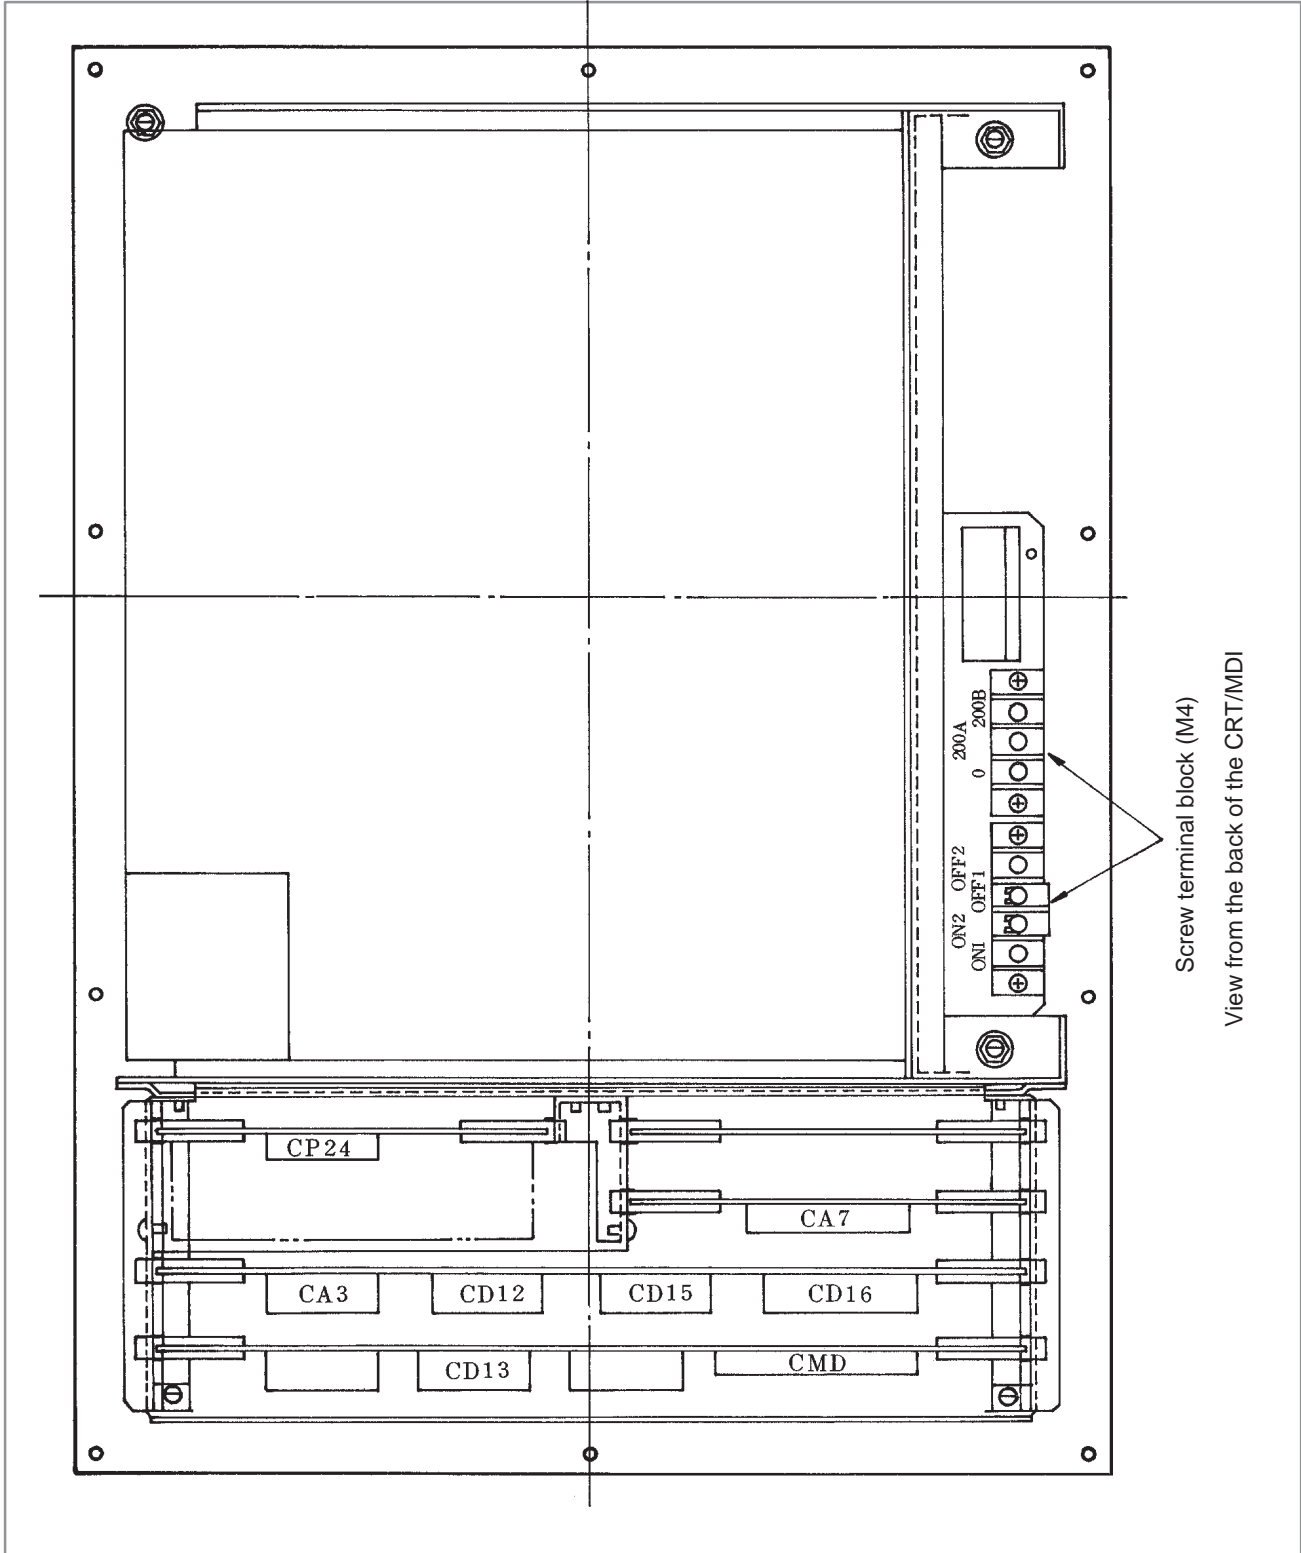 200B
200A
0
OFF2
OFF1
ON2
ON1
Screw terminal block (M4)
View from the back of the CRT/MDI
CP24
CA7
CA3
CD12
CD15
CD16
CD13
CMD